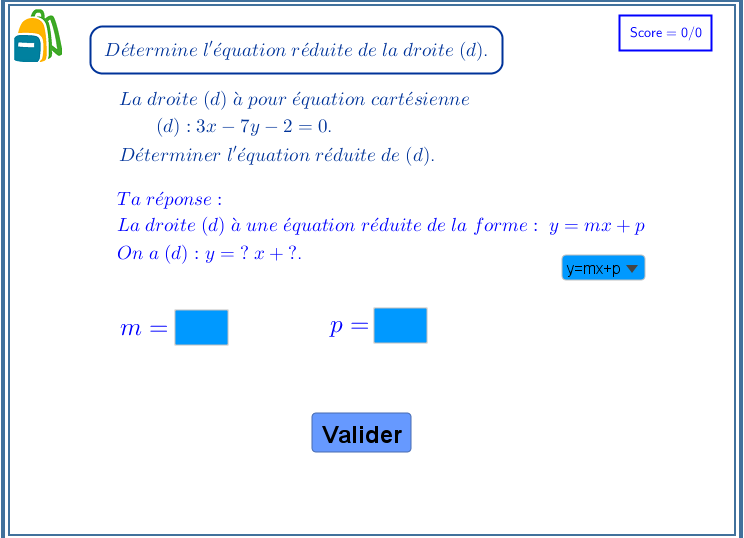 Détermine l'équation réduite de la droite (d).
Score = 0/0
La droite (d) à pour équation cartésienne
(d) : 3x − 7y − 2 = 0.
Déterminer l'équation réduite de (d).
Ta réponse :
La droite (d) à une équation réduite de la forme : y = mx + p
On a (d) : y = ? x + ?.
y=mx+p
m =
p =
Valider